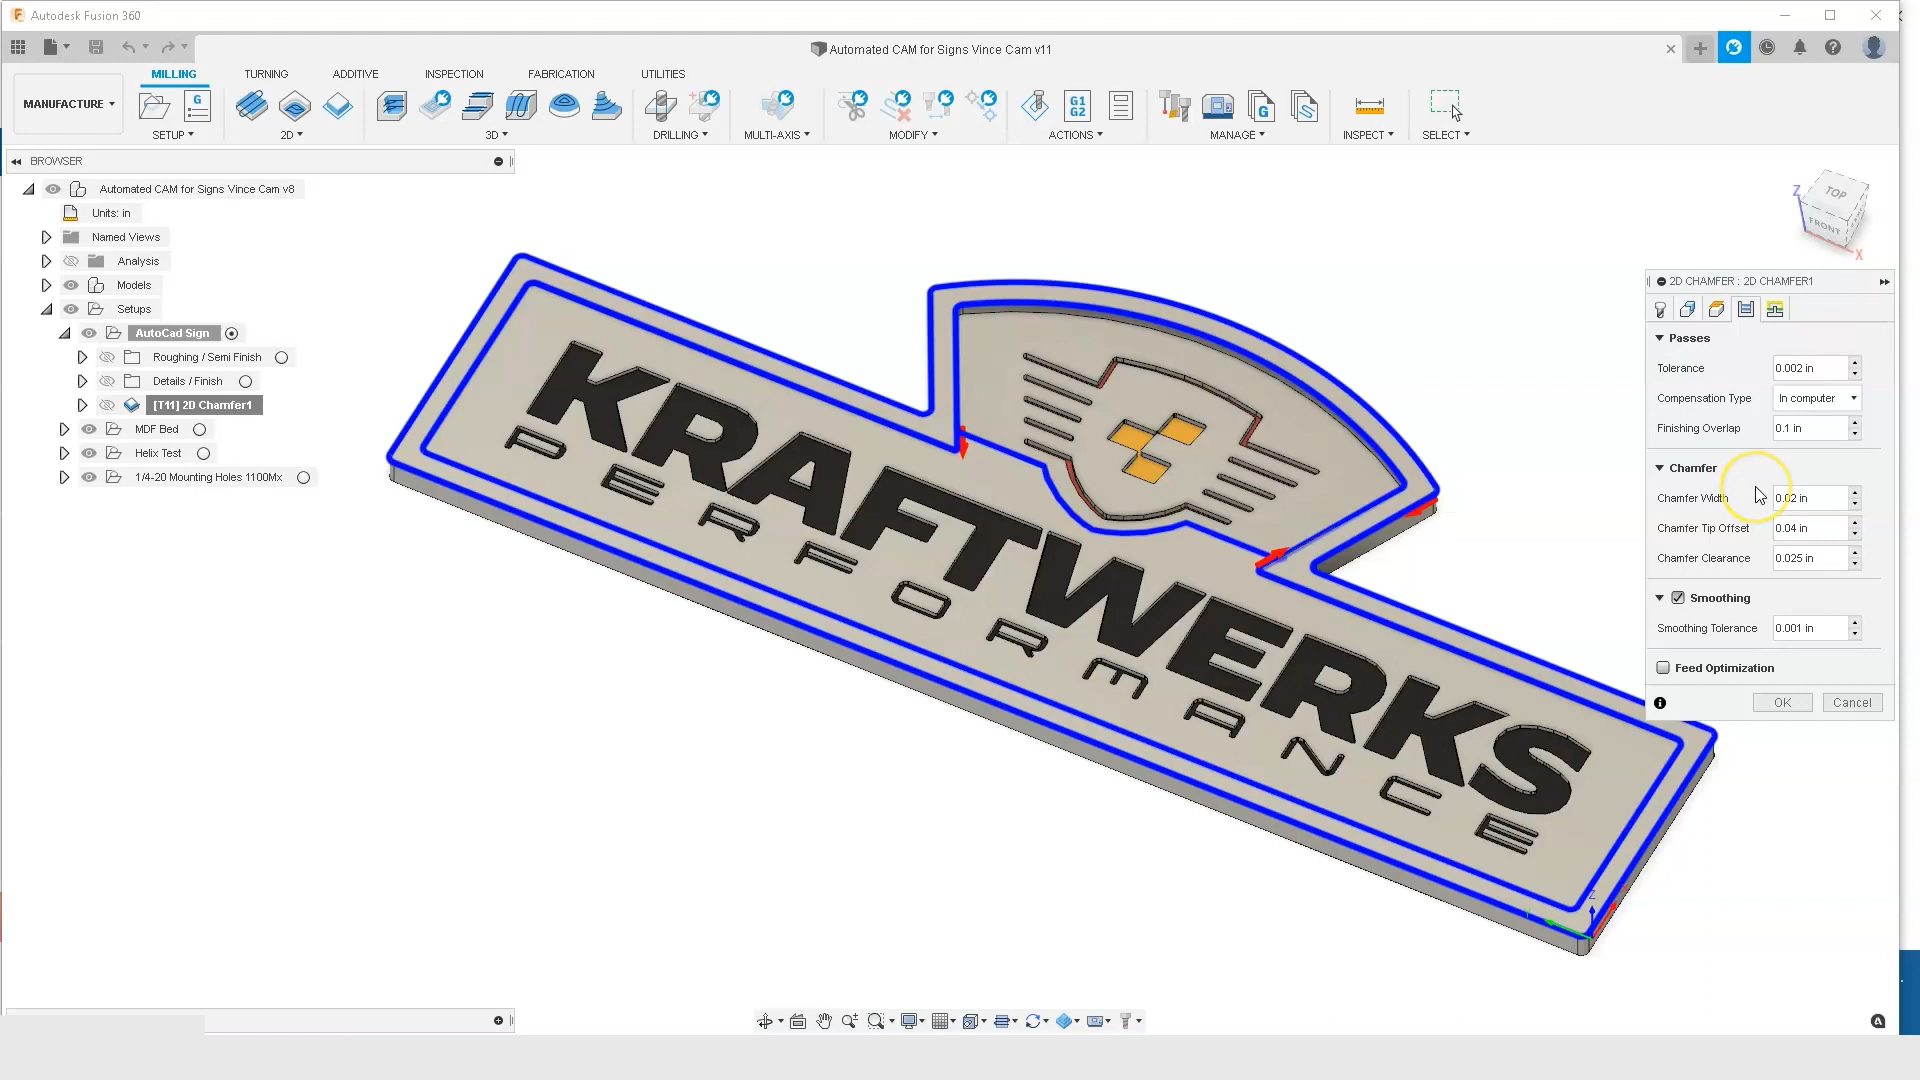 Autodesk Fusion 360
Automated CAM for Signs Vince Cam v11
MILLING TURNING ADDITIVE INSPECTION FABRICATION UTILITIES
MANUFACTURE
G
G1
G2
G
SETUP 2D 3D DRILLING MULTI-AXIS MODIFY ACTIONS MANAGE INSPECT SELECT
BROWSER
Automated CAM for Signs Vince Cam v8
Units: in
Named Views
Analysis
Models
Setups
AutoCad Sign
Roughing / Semi Finish
Details / Finish
[T11] 2D Chamfer1
MDF Bed
Helix Test
1/4-20 Mounting Holes 1100Mx
KRAFTWERKS
PERFORMANCE
Z
Z
TOP
FRONT
X
2D CHAMFER : 2D CHAMFER1
Passes
Tolerance 0.002 in
Compensation Type In computer
Finishing Overlap 0.1 in
Chamfer
Chamfer Width 0.02 in
Chamfer Tip Offset 0.04 in
Chamfer Clearance 0.025 in
Smoothing
Smoothing Tolerance 0.001 in
Feed Optimization
OK Cancel